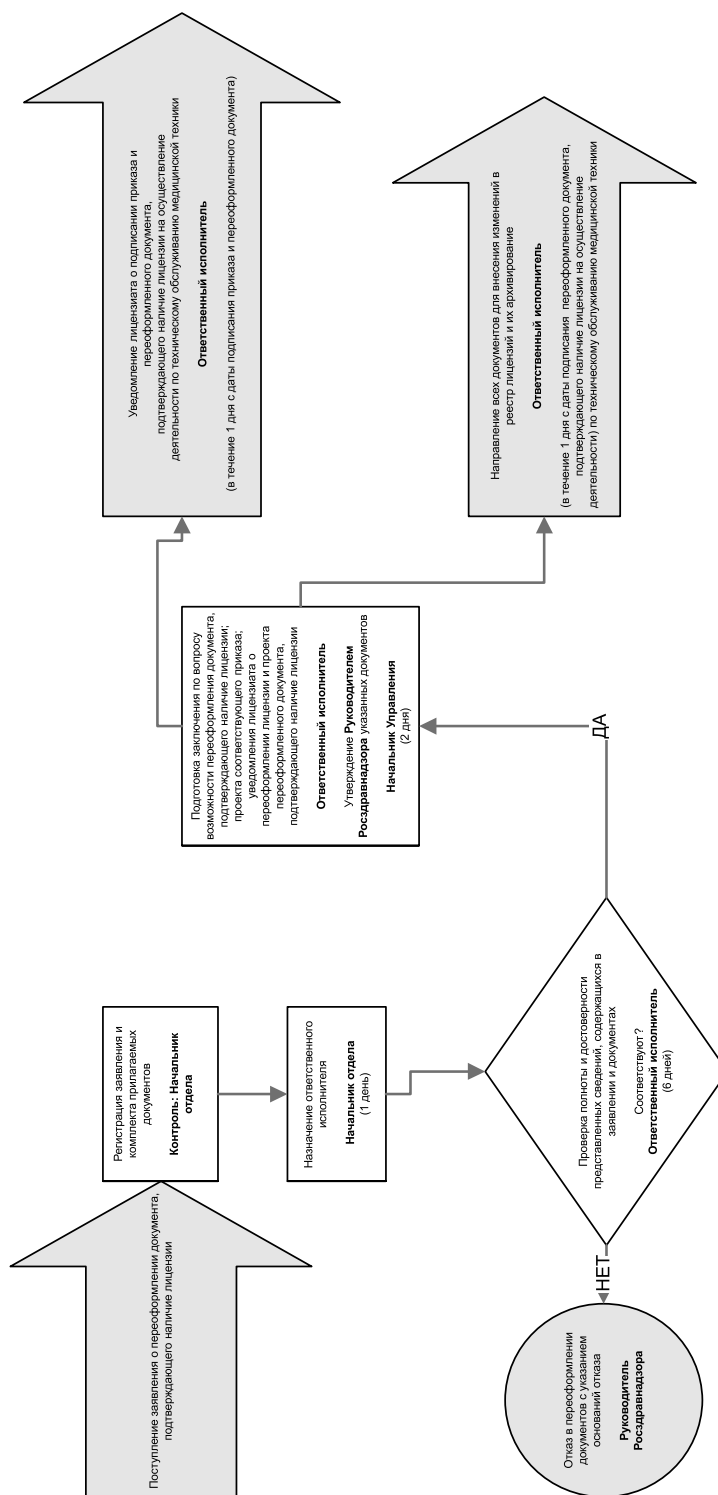 Поступление заявления о переоформлении документа,
подтверждающего наличие лицензии
Регистрация заявления и
комплекта прилагаемых
документов
Контроль: Начальник
отдела
Назначение ответственного
исполнителя
Начальник отдела
(1 день)
Проверка полноты и достоверности
представленных сведений, содержащихся в
заявлении и документах
Соответствуют?
Ответственный исполнитель
(6 дней)
НЕТ
Отказ в переоформлении
документов с указанием
оснований отказа
Руководитель
Росздравнадзора
ДА
Подготовка заключения по вопросу
возможности переоформления документа,
подтверждающего наличие лицензии;
проекта соответствующего приказа;
уведомления лицензиата о
переоформлении лицензии и проекта
переоформленного документа,
подтверждающего наличие лицензии
Ответственный исполнитель
Утверждение Руководителем
Росздравнадзора указанных документов
Начальник Управления
(2 дня)
Уведомление лицензиата о подписании приказа и
переоформленного документа,
подтверждающего наличие лицензии на осуществление
деятельности по техническому обслуживанию медицинской техники
Ответственный исполнитель
(в течение 1 дня с даты подписания приказа и переоформленного документа)
Направление всех документов для внесения изменений в
реестр лицензий и их архивирование
Ответственный исполнитель
(в течение 1 дня с даты подписания переоформленного документа,
подтверждающего наличие лицензии на осуществление
деятельности) по техническому обслуживанию медицинской техники